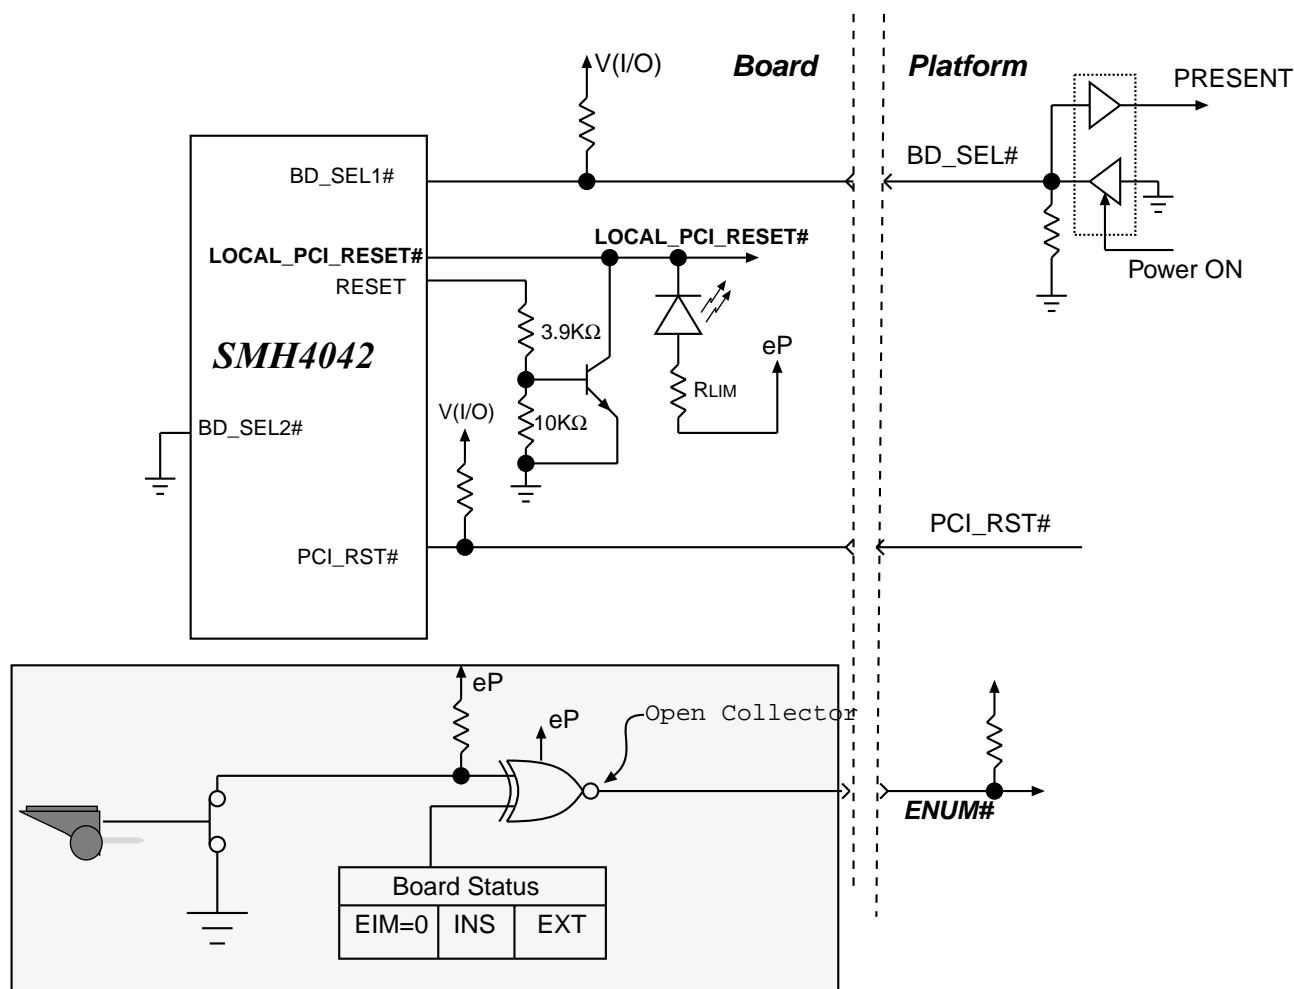 V(I/O)
Board
Platform
PRESENT
BD_SEL1#
BD_SEL#
LOCAL_PCI_RESET#
LOCAL_PCI_RESET#
RESET
Power ON
3.9KΩ
SMH4042
eP
RLIM
V(I/O)
10KΩ
BD_SEL2#
PCI_RST#
PCI_RST#
eP
eP
Open Collector
ENUM#
Board Status
EIM=0 INS EXT